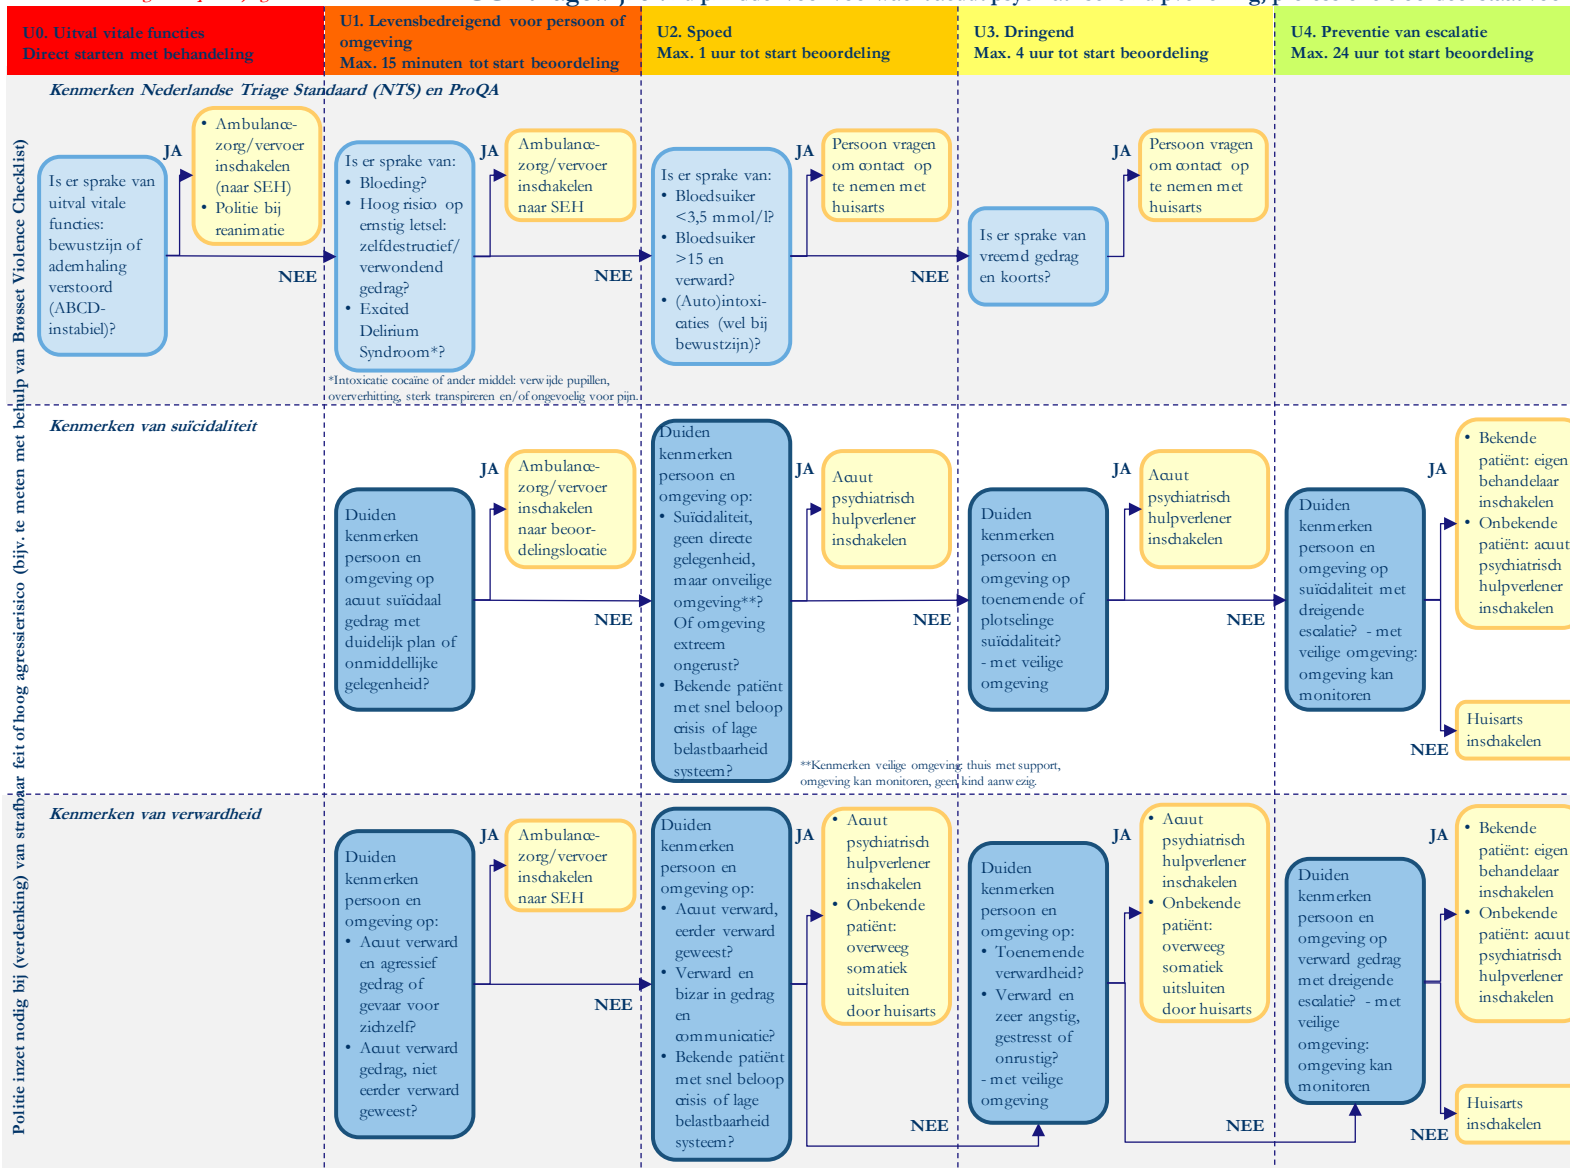 U0. Uitval vitale functies
Direct starten met behandeling
U1. Levensbedreigend voor persoon of
omgeving
Max. 15 minuten tot start beoordeling
U2. Spoed
Max. 1 uur tot start beoordeling
U3. Dringend
Max. 4 uur tot start beoordeling
U4. Preventie van escalatie
Max. 24 uur tot start beoordeling
Politie inzet nodig bij (verdenking) van strafbaar feit of hoog agressierisico (bijv. te meten met behulp van Brøsset Violence Checklist)
Kenmerken Nederlandse Triage Standaard (NTS) en ProQA
Is er sprake van
uitval vitale
functies:
bewustzijn of
ademhaling
verstoord
(ABCD-
instabiel)?
JA
• Ambulance-
zorg/vervoer
inschakelen
(naar SEH)
• Politie bij
reanimatie
NEE
Is er sprake van:
• Bloeding?
• Hoog risico op
ernstig letsel:
zelfdestructief/
verwondend
gedrag?
• Excited
Delirium
Syndroom*?
JA
Ambulance-
zorg/vervoer
inschakelen
naar SEH
NEE
*Intoxicatie cocaïne of ander middel: verwijde pupillen,
oververhitting, sterk transpireren en/of ongevoelig voor pijn.
Is er sprake van:
• Bloedsuiker
<3,5 mmol/l?
• Bloedsuiker
>15 en
verward?
• (Auto)intoxi-
caties (wel bij
bewustzijn)?
JA
Persoon vragen
om contact op
te nemen met
huisarts
NEE
Is er sprake van
vreemd gedrag
en koorts?
JA
Persoon vragen
om contact op
te nemen met
huisarts
Kenmerken van suïcidaliteit
Duiden
kenmerken
persoon en
omgeving op
acuut suïcidaal
gedrag met
duidelijk plan of
onmiddellijke
gelegenheid?
JA
Ambulance-
zorg/vervoer
inschakelen
naar beoor-
delingslocatie
NEE
Duiden
kenmerken
persoon en
omgeving op:
• Suïcidaliteit,
geen directe
gelegenheid,
maar onveilige
omgeving**?
Of omgeving
extreem
ongerust?
• Bekende patiënt
met snel beloop
crisis of lage
belastbaarheid
systeem?
JA
Acuut
psychiatrisch
hulpverlener
inschakelen
NEE
**Kenmerken veilige omgeving: thuis met support,
omgeving kan monitoren, geen kind aanwezig.
Duiden
kenmerken
persoon en
omgeving op
toenemende of
plotselinge
suïcidaliteit?
- met veilige
omgeving
JA
Acuut
psychiatrisch
hulpverlener
inschakelen
NEE
Duiden
kenmerken
persoon en
omgeving op
suïcidaliteit met
dreigende
escalatie? - met
veilige omgeving:
omgeving kan
monitoren
JA
• Bekende
patiënt: eigen
behandelaar
inschakelen
• Onbekende
patiënt: acuut
psychiatrisch
hulpverlener
inschakelen
NEE
Huisarts
inschakelen
Kenmerken van verwardheid
Duiden
kenmerken
persoon en
omgeving op:
• Acuut verward
en agressief
gedrag of
gevaar voor
zichzelf?
• Acuut verward
gedrag, niet
eerder verward
geweest?
JA
Ambulance-
zorg/vervoer
inschakelen
naar SEH
NEE
Duiden
kenmerken
persoon en
omgeving op:
• Acuut verward,
eerder verward
geweest?
• Verward en
bizar in gedrag
en
communicatie?
• Bekende patiënt
met snel beloop
crisis of lage
belastbaarheid
systeem?
JA
• Acuut
psychiatrisch
hulpverlener
inschakelen
• Onbekende
patiënt:
overweeg
somatiek
uitsluiten
door huisarts
NEE
Duiden
kenmerken
persoon en
omgeving op:
• Toenemende
verwardheid?
• Verward en
zeer angstig,
gestresst of
onrustig?
- met veilige
omgeving
JA
• Acuut
psychiatrisch
hulpverlener
inschakelen
• Onbekende
patiënt:
overweeg
somatiek
uitsluiten
door huisarts
NEE
Duiden
kenmerken
persoon en
omgeving op
verward gedrag
met dreigende
escalatie? - met
veilige
omgeving:
omgeving kan
monitoren
JA
• Bekende
patiënt: eigen
behandelaar
inschakelen
• Onbekende
patiënt: acuut
psychiatrisch
hulpverlener
inschakelen
NEE
Huisarts
inschakelen